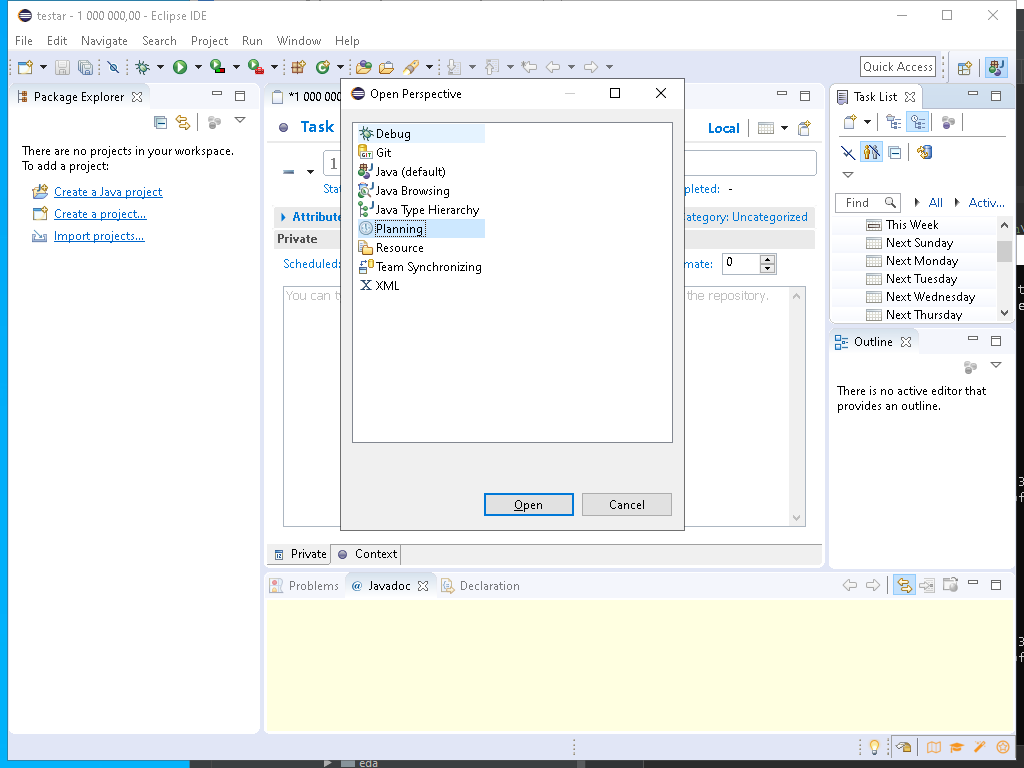 testar - 1 000 000,00 - Eclipse IDE
File Edit Navigate Search Project Run Window Help
Quick Access
Package Explorer
There are no projects in your workspace.
To add a project:
Create a Java project
Create a project...
Import projects...
*1 000 000
Task
Local
1
pleted: -
Attribute
ategory: Uncategorized
Private
Scheduled:
mate: 0
You can t
the repository.
Private Context
Open Perspective
Debug
Git
GIT
Java (default)
Java Browsing
Java Type Hierarchy
Planning
Resource
Team Synchronizing
XML
Open Cancel
Task List
Find All Activ...
This Week
Next Sunday
Next Monday
Next Tuesday
Next Wednesday
Next Thursday
Outline
There is no active editor that
provides an outline.
Problems @ Javadoc Declaration
eda